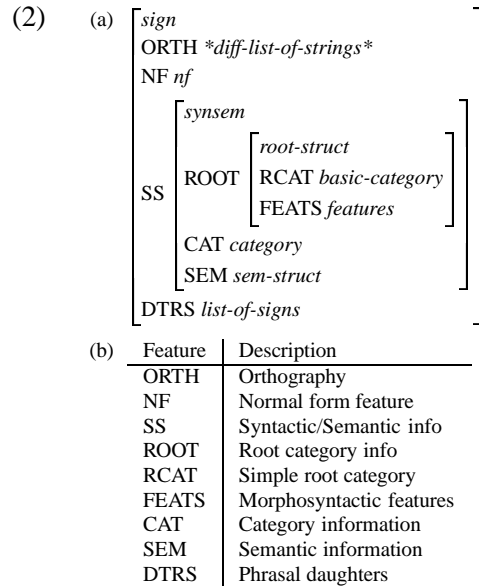 (2) (a) sign
ORTH *diff-list-of-strings*
NF nf
synsem
root-struct
ROOT RCAT basic-category
SS FEATS features
CAT category
SEM sem-struct
DTRS list-of-signs
(b) Feature Description
ORTH Orthography
NF Normal form feature
SS Syntactic/Semantic info
ROOT Root category info
RCAT Simple root category
FEATS Morphosyntactic features
CAT Category information
SEM Semantic information
DTRS Phrasal daughters